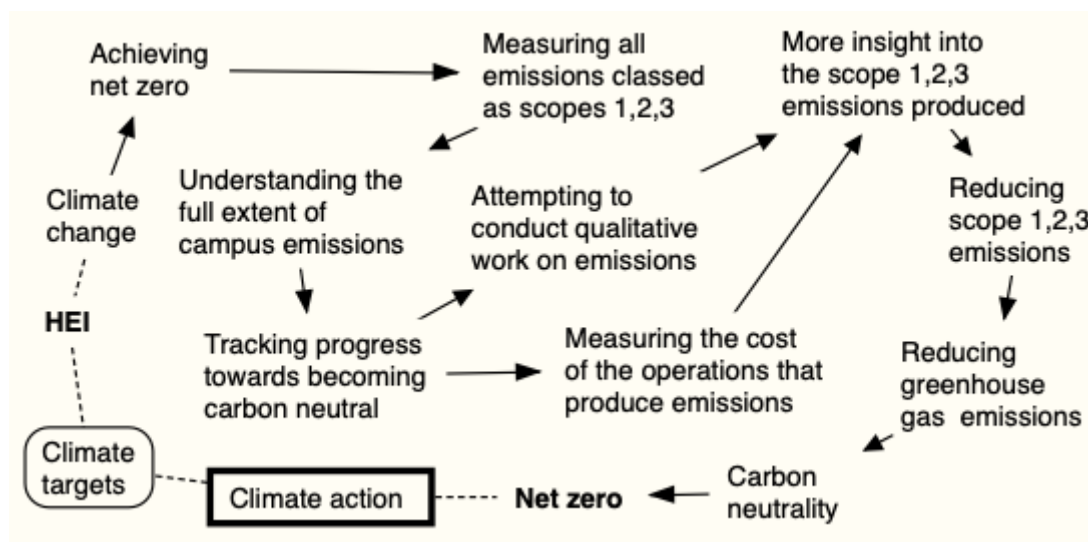 Achieving
net zero
Measuring all
emissions classed
as scopes 1,2,3
More insight into
the scope 1,2,3
emissions produced
Climate
change
Understanding the
full extent of
campus emissions
Attempting to
conduct qualitative
work on emissions
Reducing
scope 1,2,3
emissions
HEI
Tracking progress
towards becoming
carbon neutral
Measuring the cost
of the operations that
produce emissions
Reducing
greenhouse
gas emissions
Climate
targets
Climate action
Net zero
Carbon
neutrality